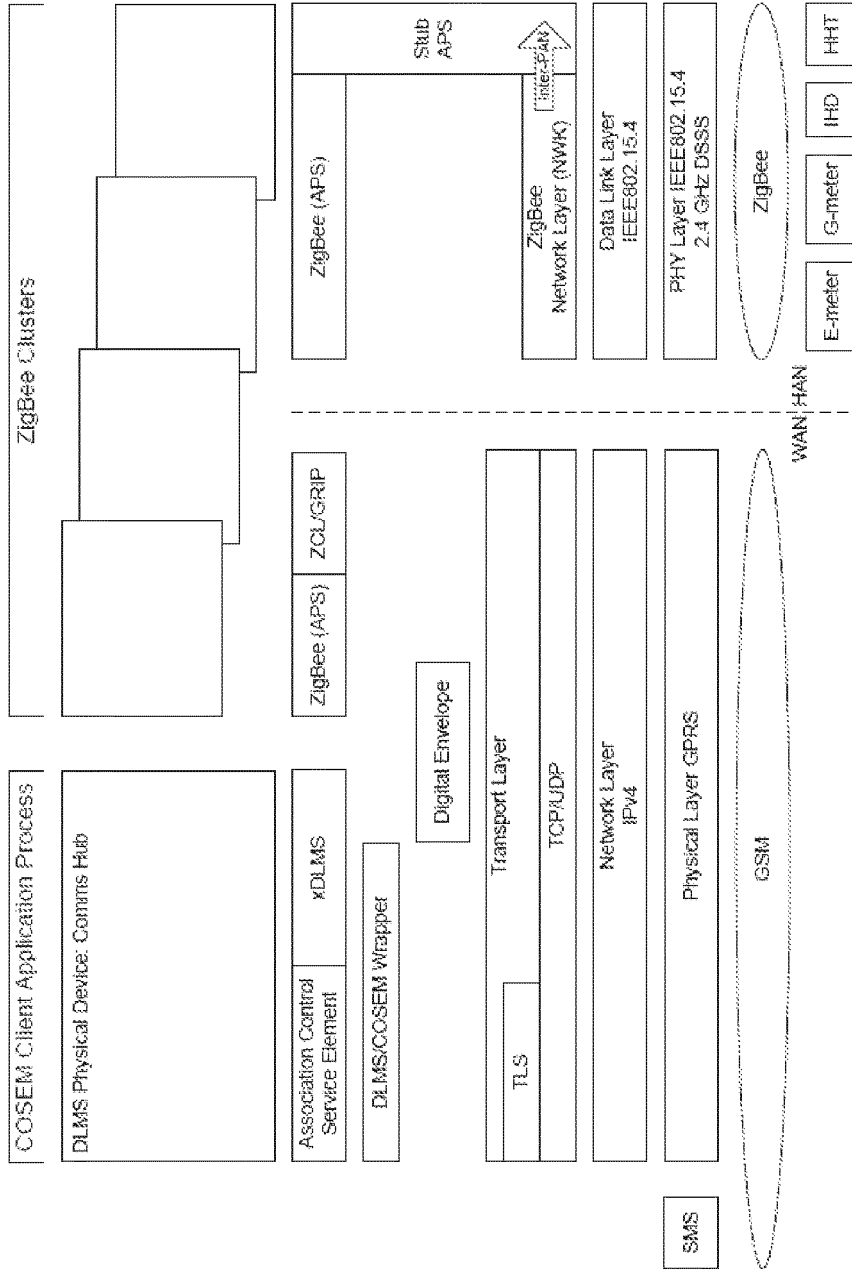 COSEM Client Application Process
ZigBee Clusters
DLMS Physical Device: Comms Hub
Association Control
Service Element
xDLMS
ZigBee (APS)
ZCL/GRIP
ZigBee (APS)
Stub
APS
DLMS/COSEM Wrapper
Digital Envelope
Transport Layer
TLS
TCP/UDP
ZigBee
Network Layer (NWK)
Inter-PAN
Network Layer
IPv4
Data Link Layer
IEEE802.15.4
SMS
Physical Layer GPRS
PHY Layer IEEE802.15.4
2.4 GHz DSSS
GSM
ZigBee
WAN
HAN
E-meter
G-meter
IHD
HHT